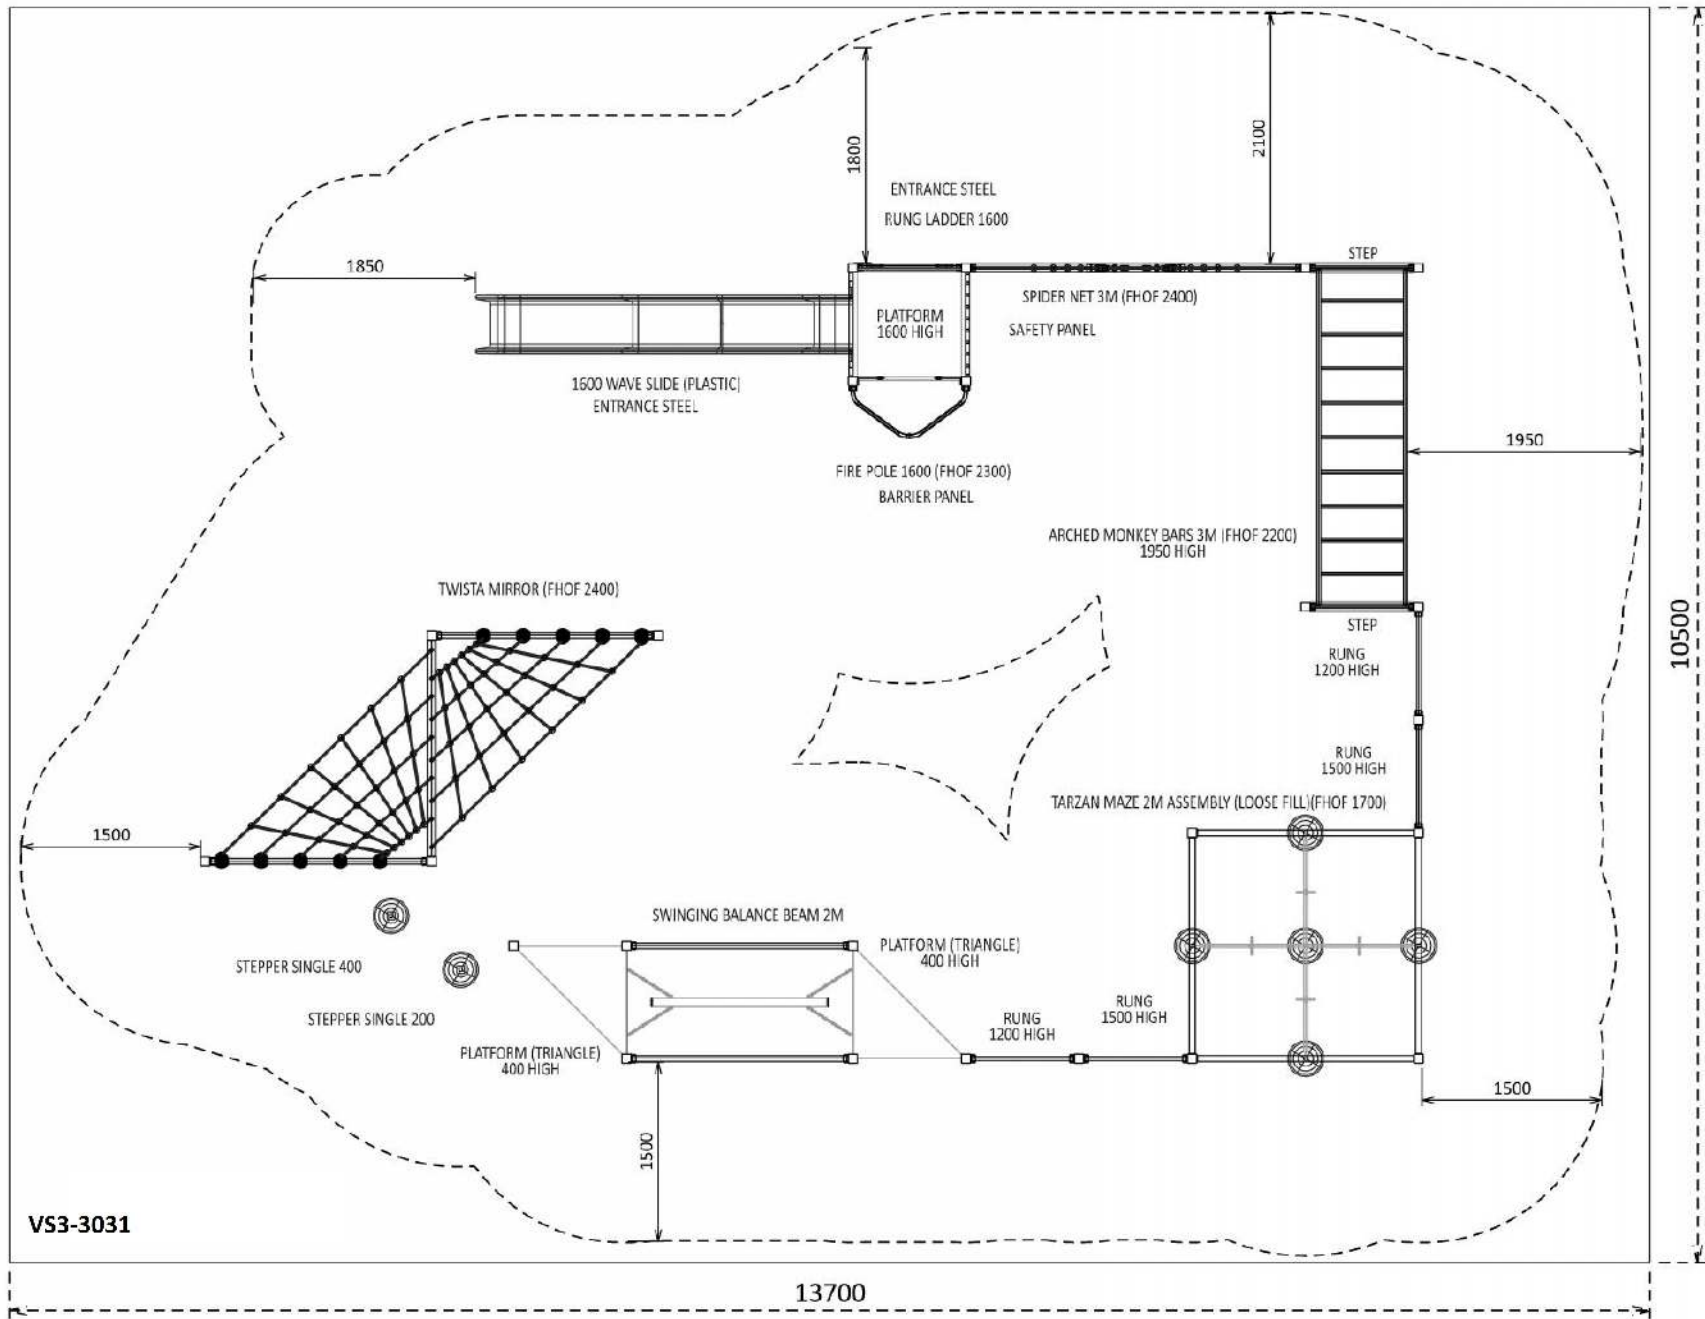 2100
1800
ENTRANCE STEEL
RUNG LADDER 1600
STEP
1850
SPIDER NET 3M (FHOF 2400)
PLATFORM
1600 HIGH
SAFETY PANEL
1600 WAVE SLIDE (PLASTIC)
ENTRANCE STEEL
1950
FIRE POLE 1600 (FHOF 2300)
BARRIER PANEL
ARCHED MONKEY BARS 3M (FHOF 2200)
1950 HIGH
TWISTA MIRROR (FHOF 2400)
STEP
10500
RUNG
1200 HIGH
RUNG
1500 HIGH
TARZAN MAZE 2M ASSEMBLY (LOOSE FILL)(FHOF 1700)
1500
SWINGING BALANCE BEAM 2M
PLATFORM (TRIANGLE)
400 HIGH
STEPPER SINGLE 400
STEPPER SINGLE 200
RUNG
1200 HIGH
RUNG
1500 HIGH
PLATFORM (TRIANGLE)
400 HIGH
1500
1500
VS3-3031
13700